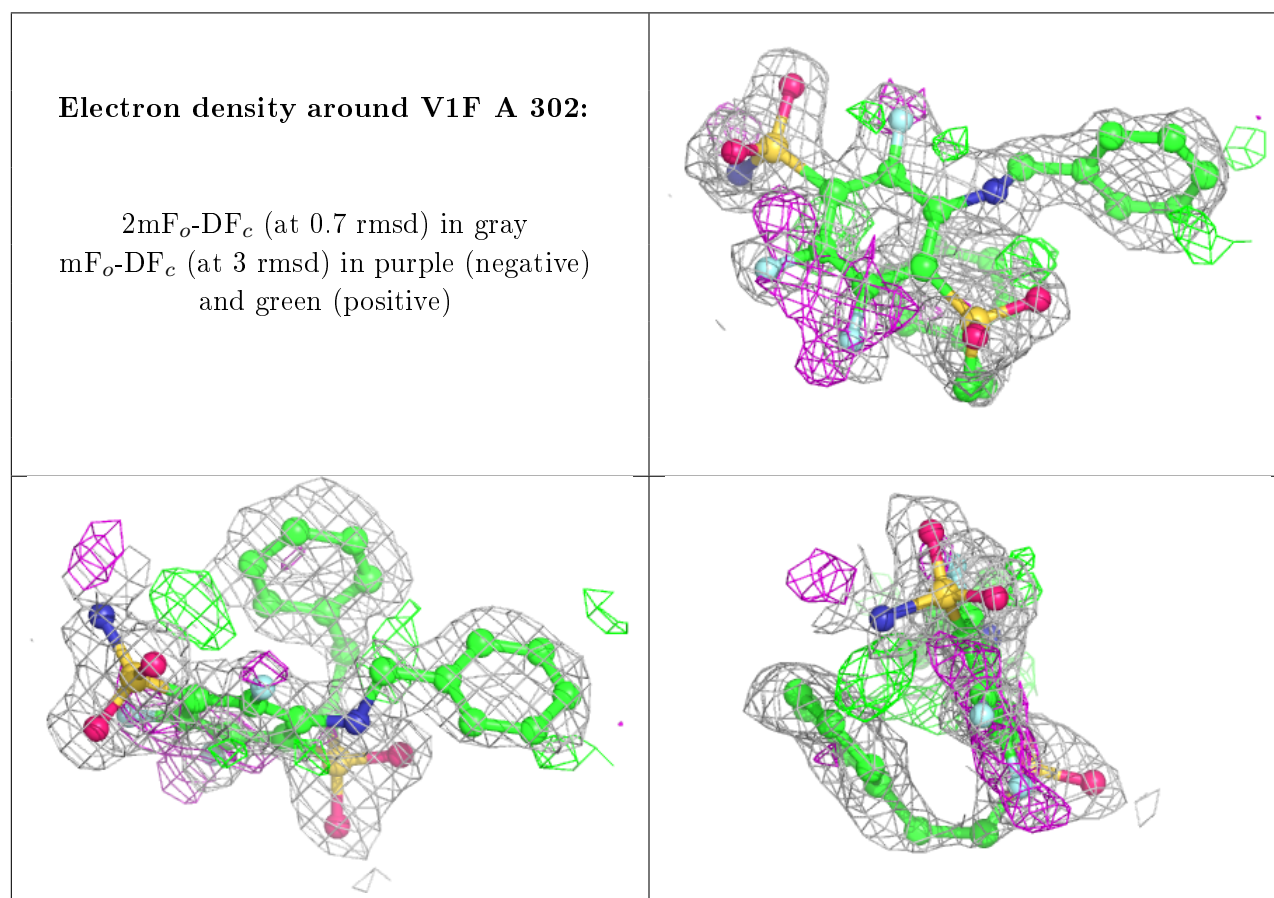 Electron density around V1F A 302:
2mFo-DFc (at 0.7 rmsd) in gray
mFo-DFc (at 3 rmsd) in purple (negative)
and green (positive)